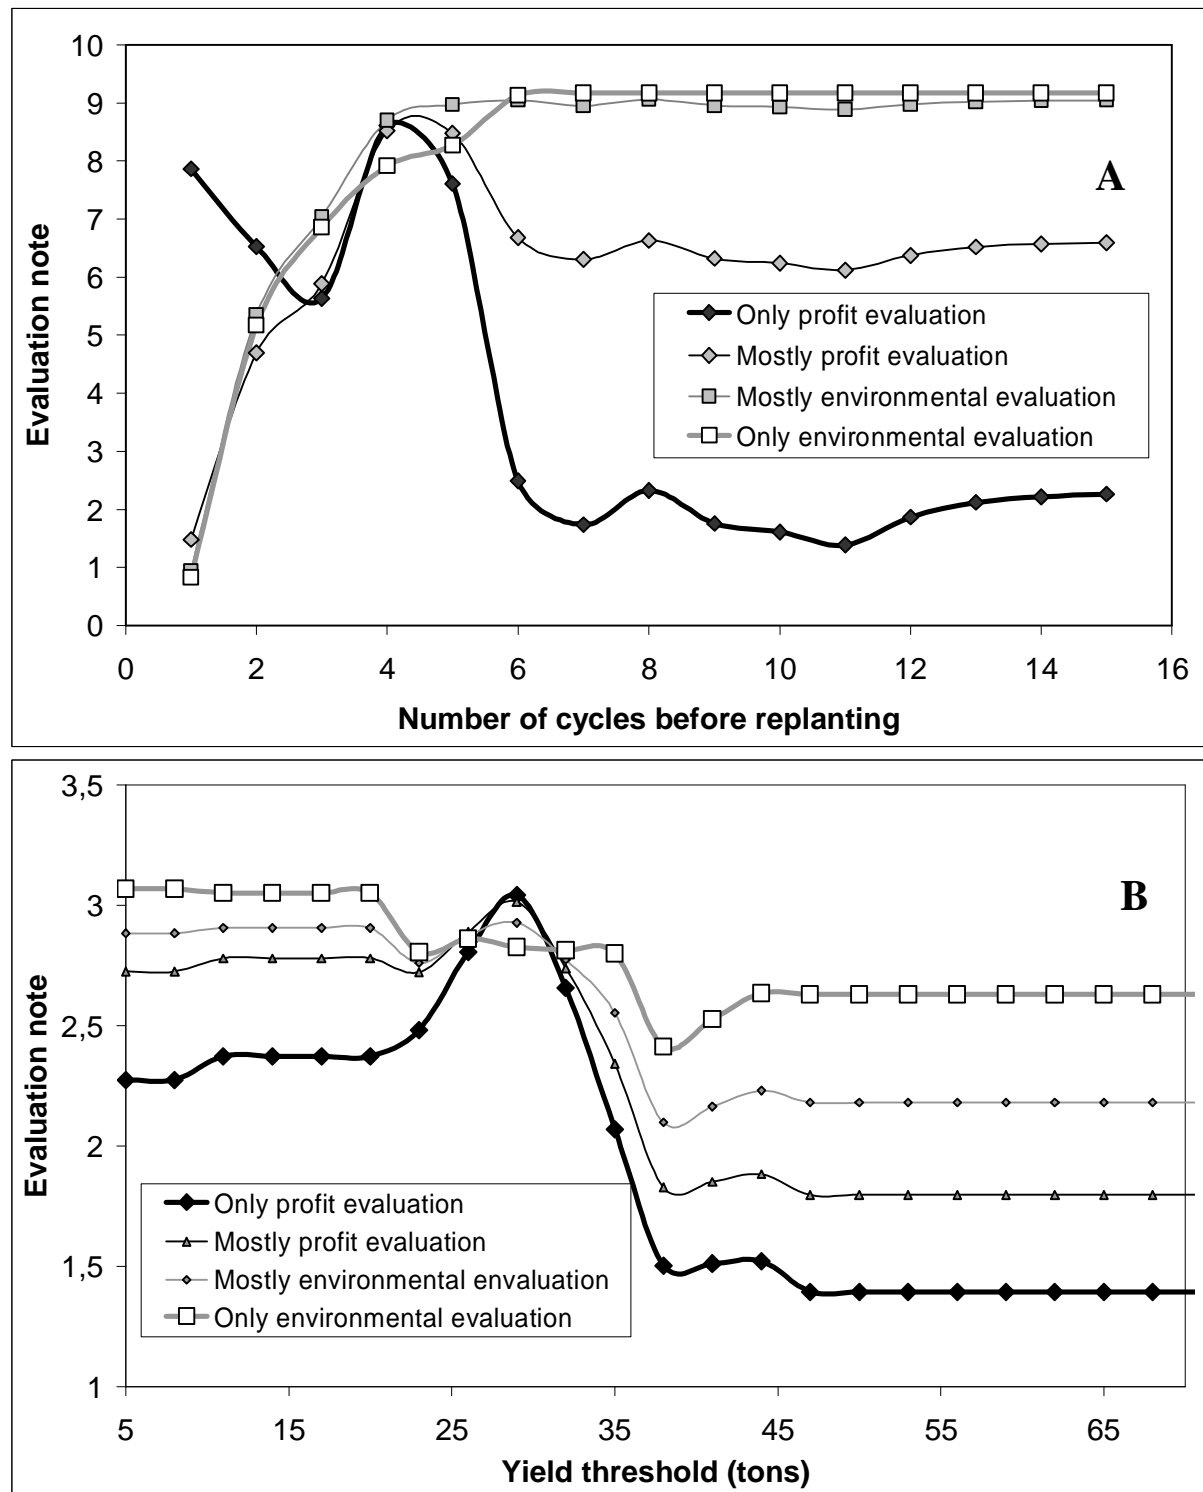 10
9
8
7
6
5
4
3
2
1
0
Evaluation note
A
Only profit evaluation
Mostly profit evaluation
Mostly environmental evaluation
Only environmental evaluation
0 2 4 6 8 10 12 14 16
Number of cycles before replanting
3,5
3
2,5
2
1,5
1
Evaluation note
B
Only profit evaluation
Mostly profit evaluation
Mostly environmental envaluation
Only environmental evaluation
5 15 25 35 45 55 65
Yield threshold (tons)